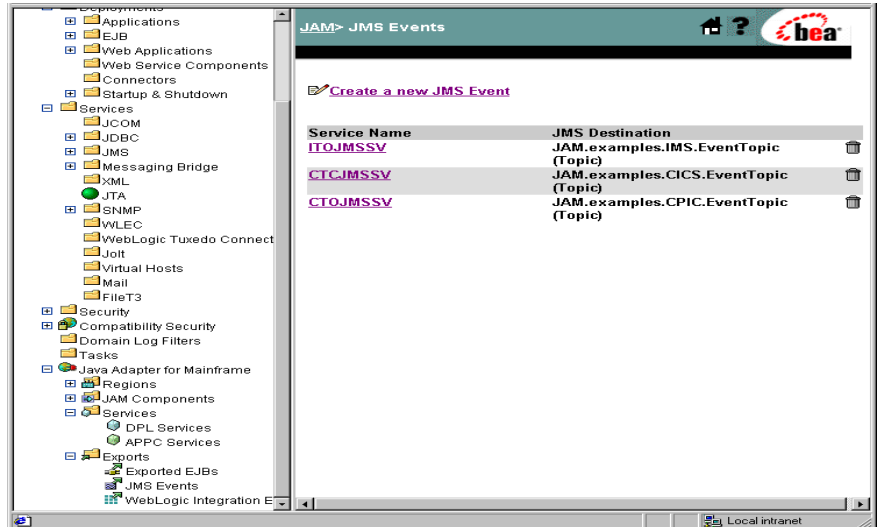 Deployments
Applications
EJB
Web Applications
Web Service Components
Connectors
Startup & Shutdown
Services
JCOM
JDBC
JMS
Messaging Bridge
XML
JTA
SNMP
WLEC
WebLogic Tuxedo Connect
Jolt
Virtual Hosts
Mail
FileT3
Security
Compatibility Security
Domain Log Filters
Tasks
Java Adapter for Mainframe
Regions
JAM Components
Services
DPL Services
APPC Services
Exports
Exported EJBs
JMS Events
WebLogic Integration E
JAM> JMS Events
? bea
Create a new JMS Event
Service Name JMS Destination
ITOJMSSV JAM.examples.IMS.EventTopic
(Topic)
CTCJMSSV JAM.examples.CICS.EventTopic
(Topic)
CTOJMSSV JAM.examples.CPIC.EventTopic
(Topic)
Local intranet